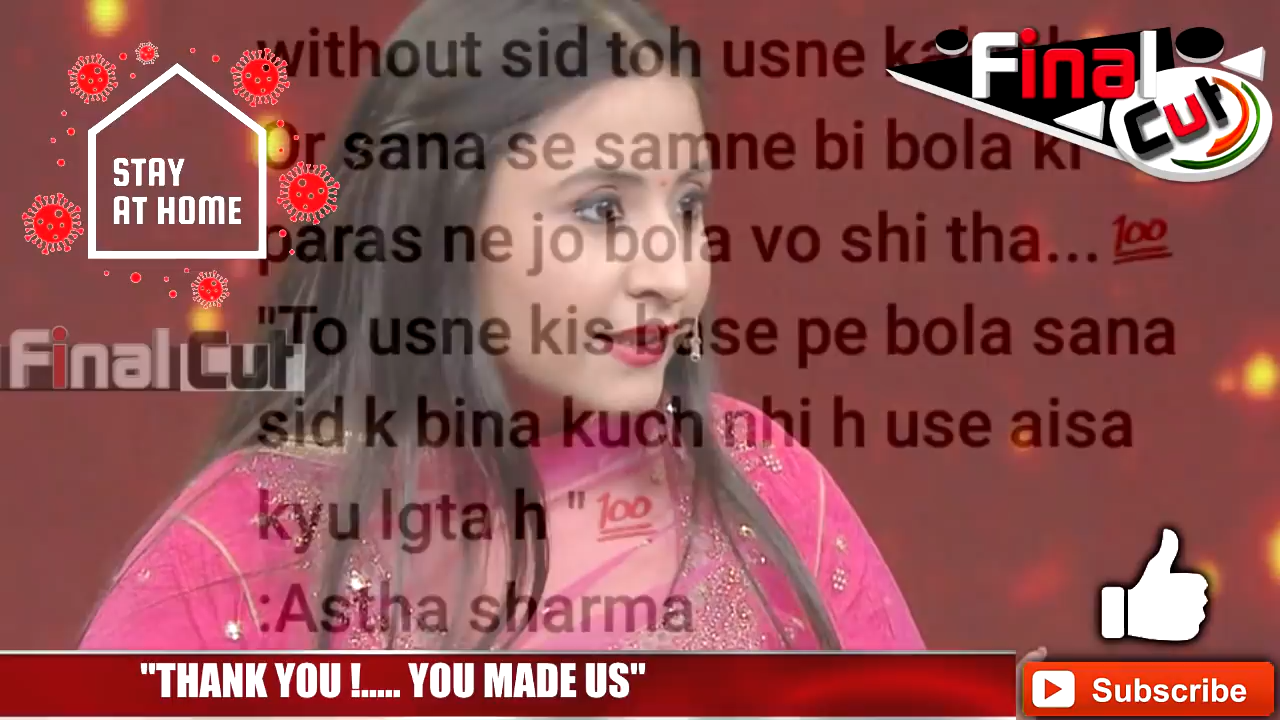 without sid toh usne
Or sana se samne bi bola ki
paras ne jo bola vo shi tha...💯
"To usne kis base pe bola sana
sid k bina kuch nhi h use aisa
kyu lgta h "💯
:Astha sharma
STAY
AT HOME
Final Cut
Final
Cut
"THANK YOU !..... YOU MADE US"
Subscribe